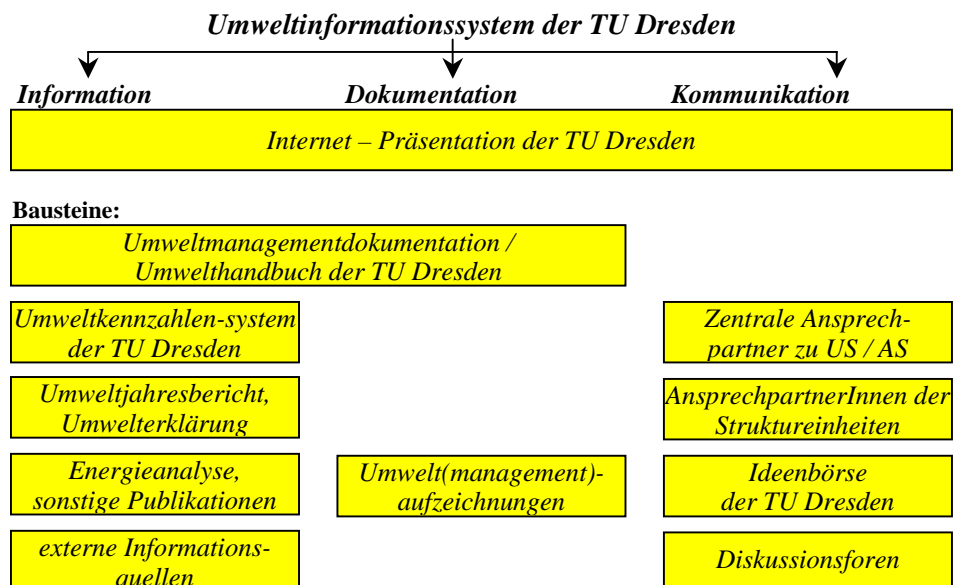 Umweltinformationssystem der TU Dresden
Information
Dokumentation
Kommunikation
Internet – Präsentation der TU Dresden
Bausteine:
Umweltmanagementdokumentation /
Umwelthandbuch der TU Dresden
Umweltkennzahlen-system
der TU Dresden
Umweltjahresbericht,
Umwelterklärung
Energieanalyse,
sonstige Publikationen
externe Informations-
quellen
Umwelt(management)-
aufzeichnungen
Zentrale Ansprech-
partner zu US / AS
AnsprechpartnerInnen der
Struktureinheiten
Ideenbörse
der TU Dresden
Diskussionsforen